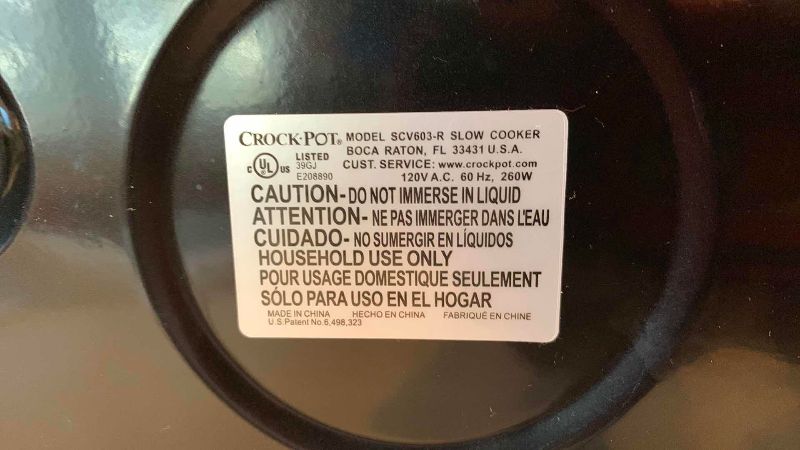 CROCK·POT® MODEL SCV603-R SLOW COOKER
BOCA RATON, FL 33431 U.S.A.
CUST. SERVICE: www.crockpot.com
120V A.C. 60 Hz, 260W
C UL US LISTED
39GJ
E208890
CAUTION- DO NOT IMMERSE IN LIQUID
ATTENTION- NE PAS IMMERGER DANS L'EAU
CUIDADO- NO SUMERGIR EN LÍQUIDOS
HOUSEHOLD USE ONLY
POUR USAGE DOMESTIQUE SEULEMENT
SÓLO PARA USO EN EL HOGAR
MADE IN CHINA HECHO EN CHINA FABRIQUÉ EN CHINE
U.S.Patent No.6,498,323